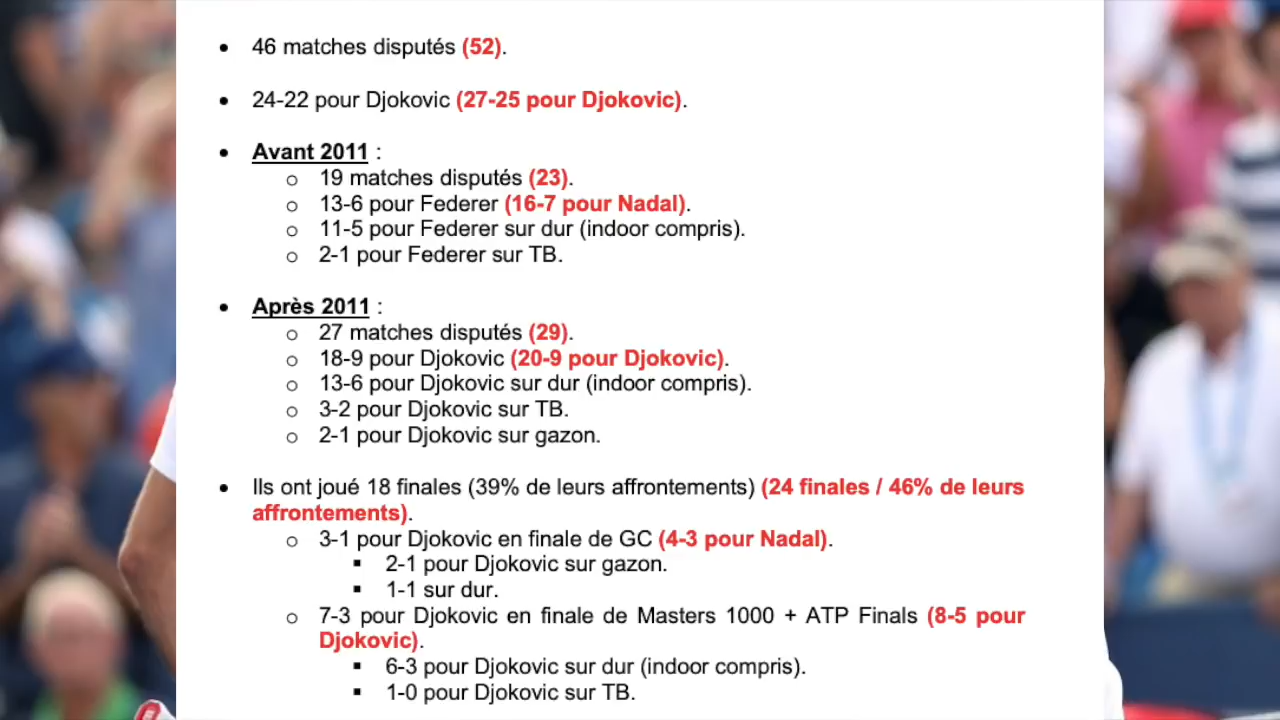 • 46 matches disputés (52).
• 24-22 pour Djokovic (27-25 pour Djokovic).
• Avant 2011 :
o 19 matches disputés (23).
o 13-6 pour Federer (16-7 pour Nadal).
o 11-5 pour Federer sur dur (indoor compris).
o 2-1 pour Federer sur TB.
• Après 2011 :
o 27 matches disputés (29).
o 18-9 pour Djokovic (20-9 pour Djokovic).
o 13-6 pour Djokovic sur dur (indoor compris).
o 3-2 pour Djokovic sur TB.
o 2-1 pour Djokovic sur gazon.
• Ils ont joué 18 finales (39% de leurs affrontements) (24 finales / 46% de leurs
affrontements).
o 3-1 pour Djokovic en finale de GC (4-3 pour Nadal).
▪ 2-1 pour Djokovic sur gazon.
▪ 1-1 sur dur.
o 7-3 pour Djokovic en finale de Masters 1000 + ATP Finals (8-5 pour
Djokovic).
▪ 6-3 pour Djokovic sur dur (indoor compris).
▪ 1-0 pour Djokovic sur TB.